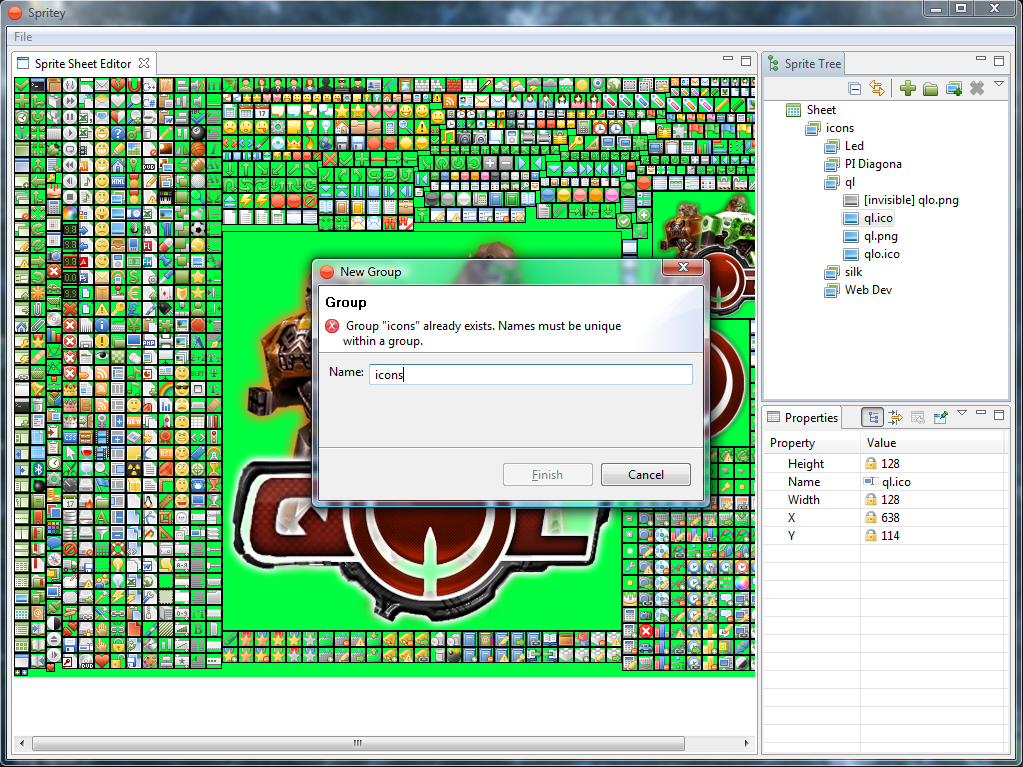 Spritey
File
Sprite Sheet Editor
Sprite Tree
Sheet
icons
Led
PI Diagona
ql
[invisible] qlo.png
ql.ico
ql.png
qlo.ico
silk
Web Dev
New Group
Group
Group "icons" already exists. Names must be unique
within a group.
Name: icons
Finish
Cancel
Properties
Property Value
Height 128
Name ql.ico
Width 128
X 638
Y 114